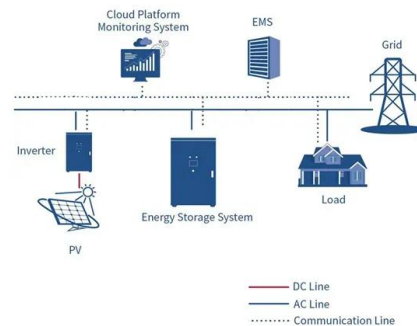 Cloud Platform
Monitoring System
EMS
Grid
Inverter
Energy Storage System
Load
PV
DC Line
AC Line
Communication Line